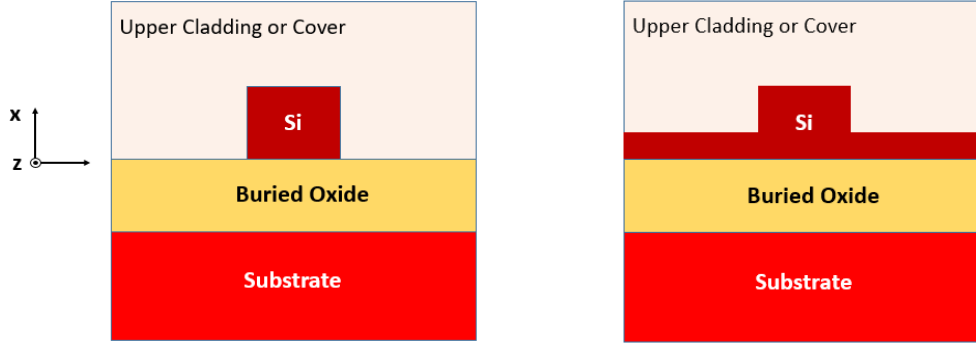 Upper Cladding or Cover
Si
x
z
Buried Oxide
Substrate
Upper Cladding or Cover
Si
Buried Oxide
Substrate